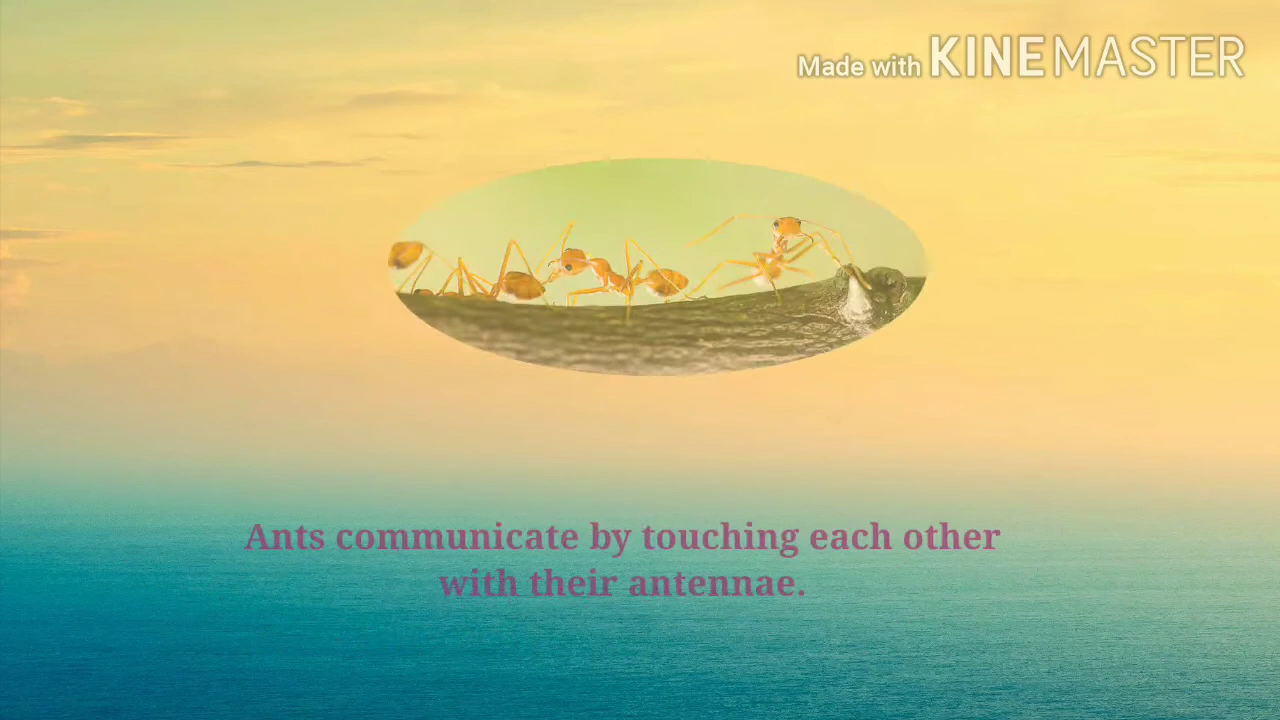 Made with KINEMASTER
Ants communicate by touching each other
with their antennae.